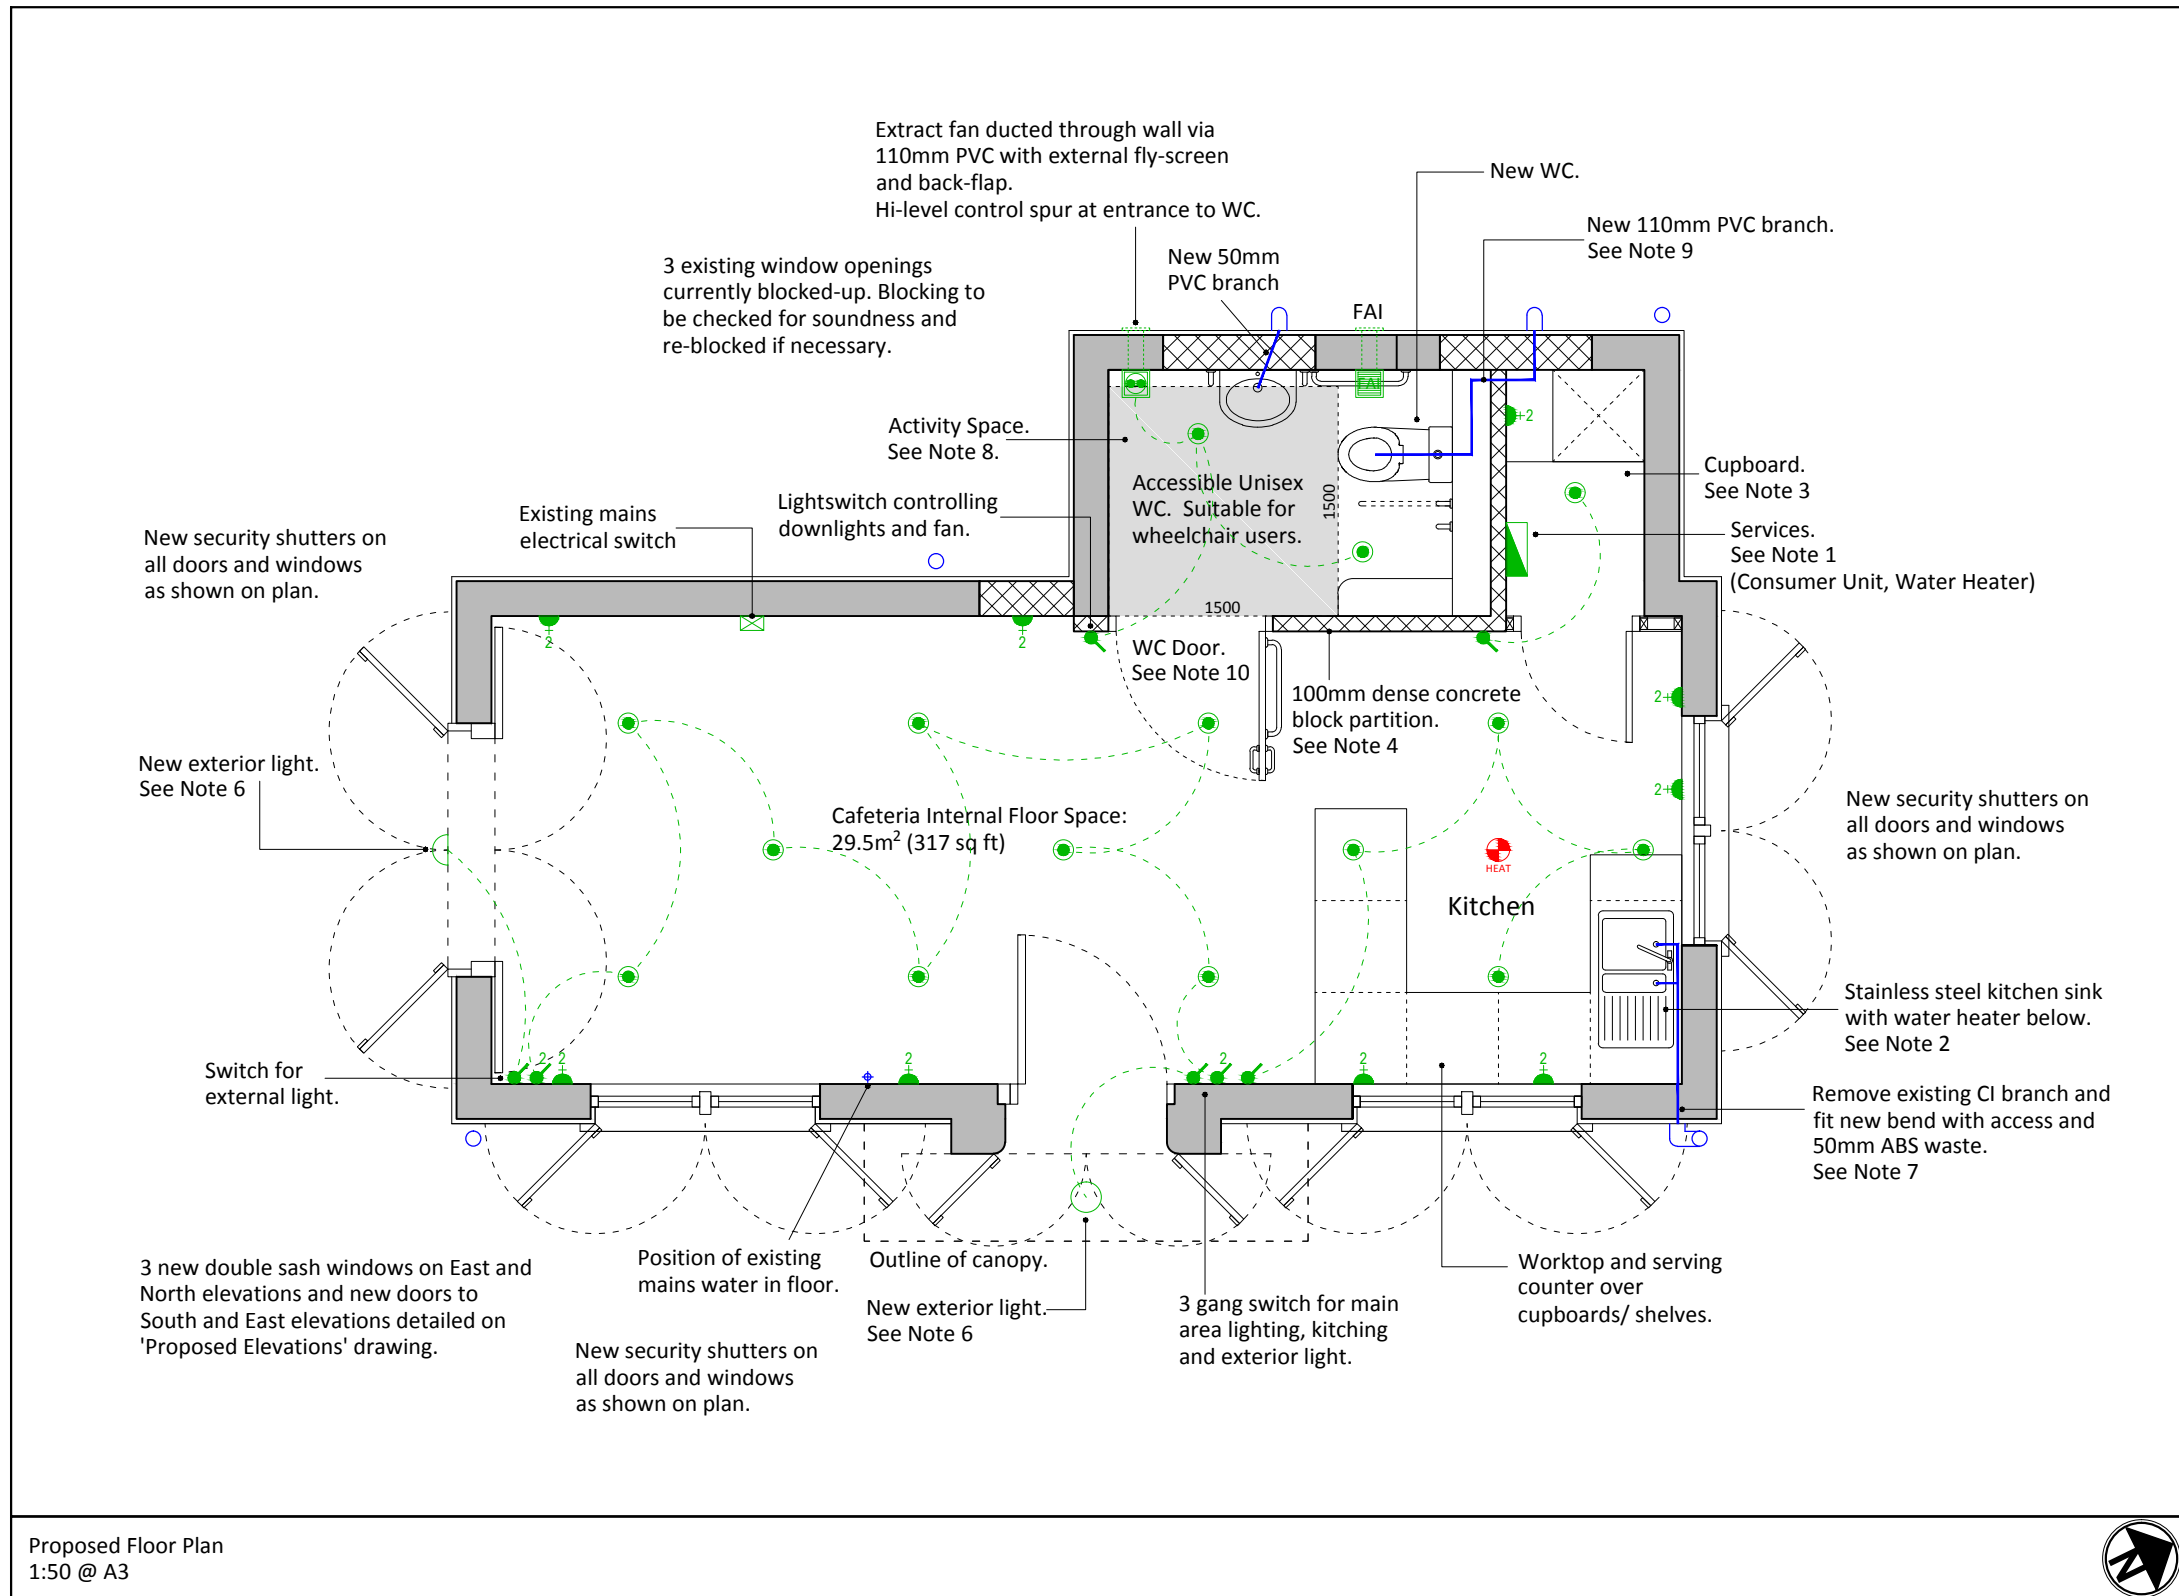 Extract fan ducted through wall via
110mm PVC with external fly-screen
and back-flap.
Hi-level control spur at entrance to WC.
New WC.
New 110mm PVC branch.
See Note 9
New 50mm
PVC branch
3 existing window openings
currently blocked-up. Blocking to
be checked for soundness and
re-blocked if necessary.
FAI
FAI
2
Activity Space.
See Note 8.
Cupboard.
See Note 3
Accessible Unisex
WC. Suitable for
wheelchair users.
1500
1500
Lightswitch controlling
downlights and fan.
Existing mains
electrical switch
New security shutters on
all doors and windows
as shown on plan.
Services.
See Note 1
(Consumer Unit, Water Heater)
2
2
WC Door.
See Note 10
100mm dense concrete
block partition.
See Note 4
2
2
New exterior light.
See Note 6
Cafeteria Internal Floor Space:
29.5m² (317 sq ft)
HEAT
Kitchen
New security shutters on
all doors and windows
as shown on plan.
Stainless steel kitchen sink
with water heater below.
See Note 2
Switch for
external light.
2 2
2
2
2
2
Remove existing CI branch and
fit new bend with access and
50mm ABS waste.
See Note 7
3 new double sash windows on East and
North elevations and new doors to
South and East elevations detailed on
'Proposed Elevations' drawing.
Position of existing
mains water in floor.
Outline of canopy.
New exterior light.
See Note 6
3 gang switch for main
area lighting, kitching
and exterior light.
Worktop and serving
counter over
cupboards/ shelves.
New security shutters on
all doors and windows
as shown on plan.
Proposed Floor Plan
1:50 @ A3
N